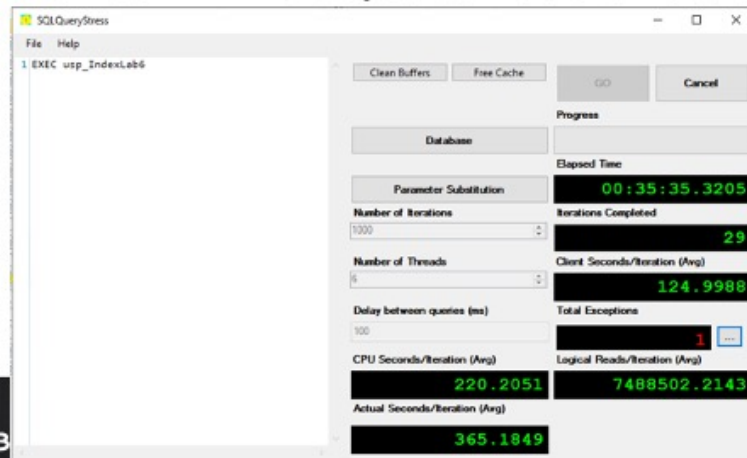 SQLQueryStress
File Help
1 EXEC usp_IndexLab6
Clean Buffers Free Cache
GO Cancel
Progress
Database
Elapsed Time
00:35:35.3205
Parameter Substitution
Number of Iterations Iterations Completed
1000 29
Number of Threads Client Seconds/Iteration (Avg)
6 124.9988
Delay between queries (ms) Total Exceptions
100 1 ...
CPU Seconds/Iteration (Avg) Logical Reads/Iteration (Avg)
220.2051 7488502.2143
Actual Seconds/Iteration (Avg)
365.1849